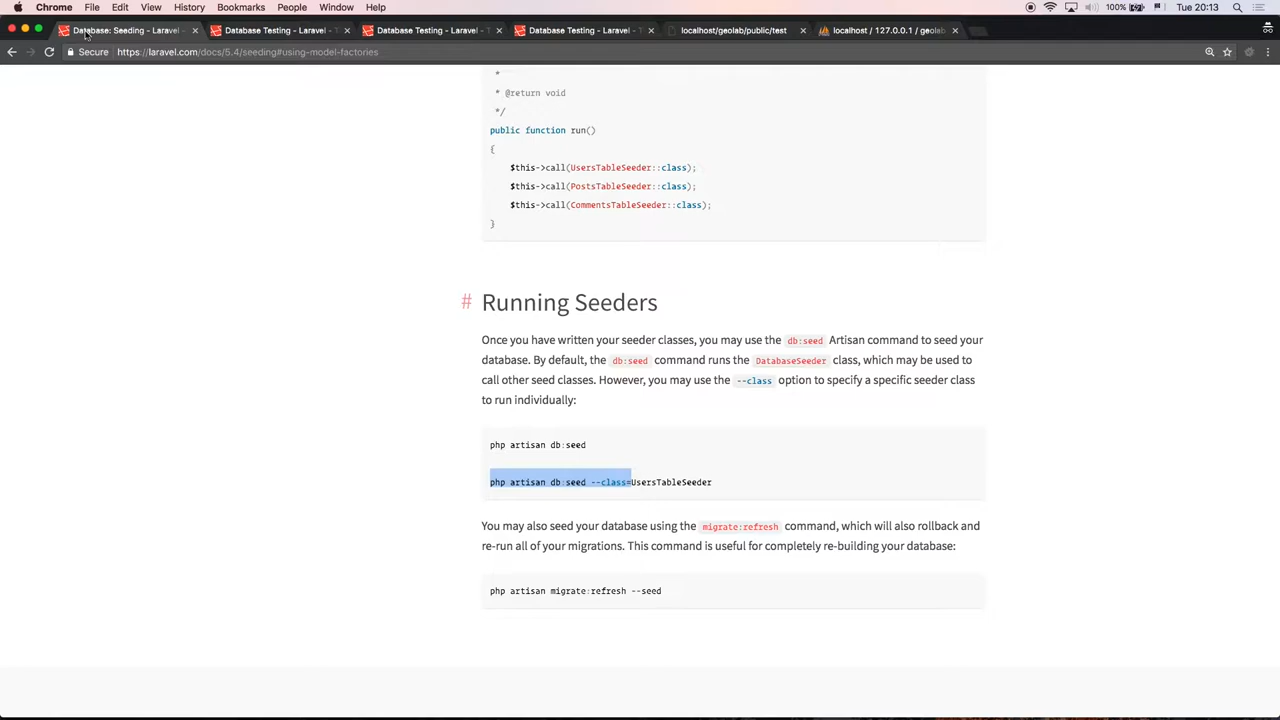 Chrome File Edit View History Bookmarks People Window Help 100% Tue 20:13
Database: Seeding - Laravel - Database Testing - Laravel - T Database Testing - Laravel - T Database Testing - Laravel - T localhost/geolab/public/test localhost / 127.0.0.1 / geolab
Secure https://laravel.com/docs/5.4/seeding#using-model-factories
*
* @return void
*/
public function run()
{
$this->call(UsersTableSeeder::class);
$this->call(PostsTableSeeder::class);
$this->call(CommentsTableSeeder::class);
}
# Running Seeders
Once you have written your seeder classes, you may use the db:seed Artisan command to seed your
database. By default, the db:seed command runs the DatabaseSeeder class, which may be used to
call other seed classes. However, you may use the --class option to specify a specific seeder class
to run individually:
php artisan db:seed
php artisan db:seed --class=UsersTableSeeder
You may also seed your database using the migrate:refresh command, which will also rollback and
re-run all of your migrations. This command is useful for completely re-building your database:
php artisan migrate:refresh --seed